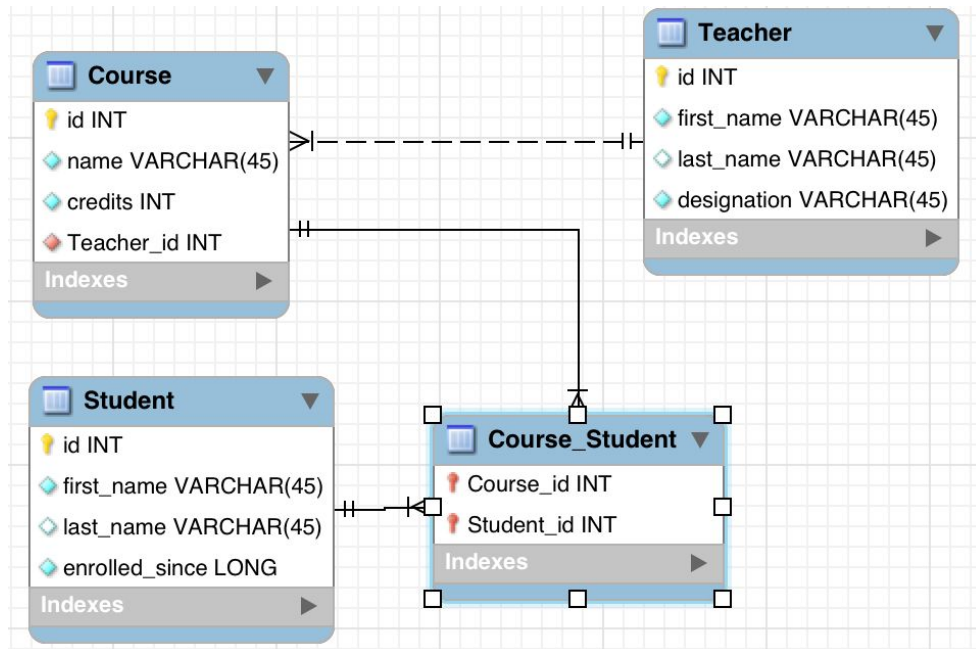 Course
id INT
name VARCHAR(45)
credits INT
Teacher_id INT
Indexes
Teacher
id INT
first_name VARCHAR(45)
last_name VARCHAR(45)
designation VARCHAR(45)
Indexes
Student
id INT
first_name VARCHAR(45)
last_name VARCHAR(45)
enrolled_since LONG
Indexes
Course_Student
Course_id INT
Student_id INT
Indexes